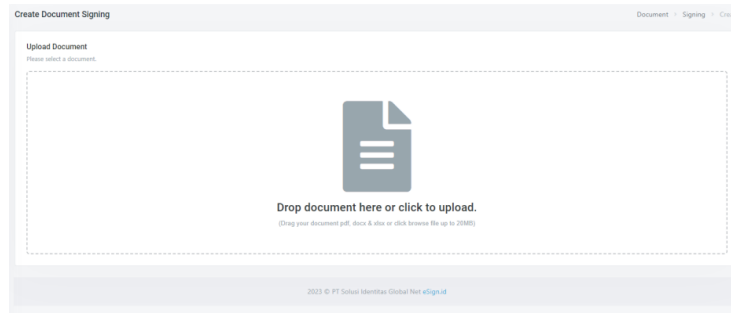 Create Document Signing
Document > Signing > Crea
Upload Document
Please select a document.
Drop document here or click to upload.
(Drag your document pdf, docx & xlsx or click browse file up to 20MB)
2023 © PT Solusi Identitas Global Net eSign.id